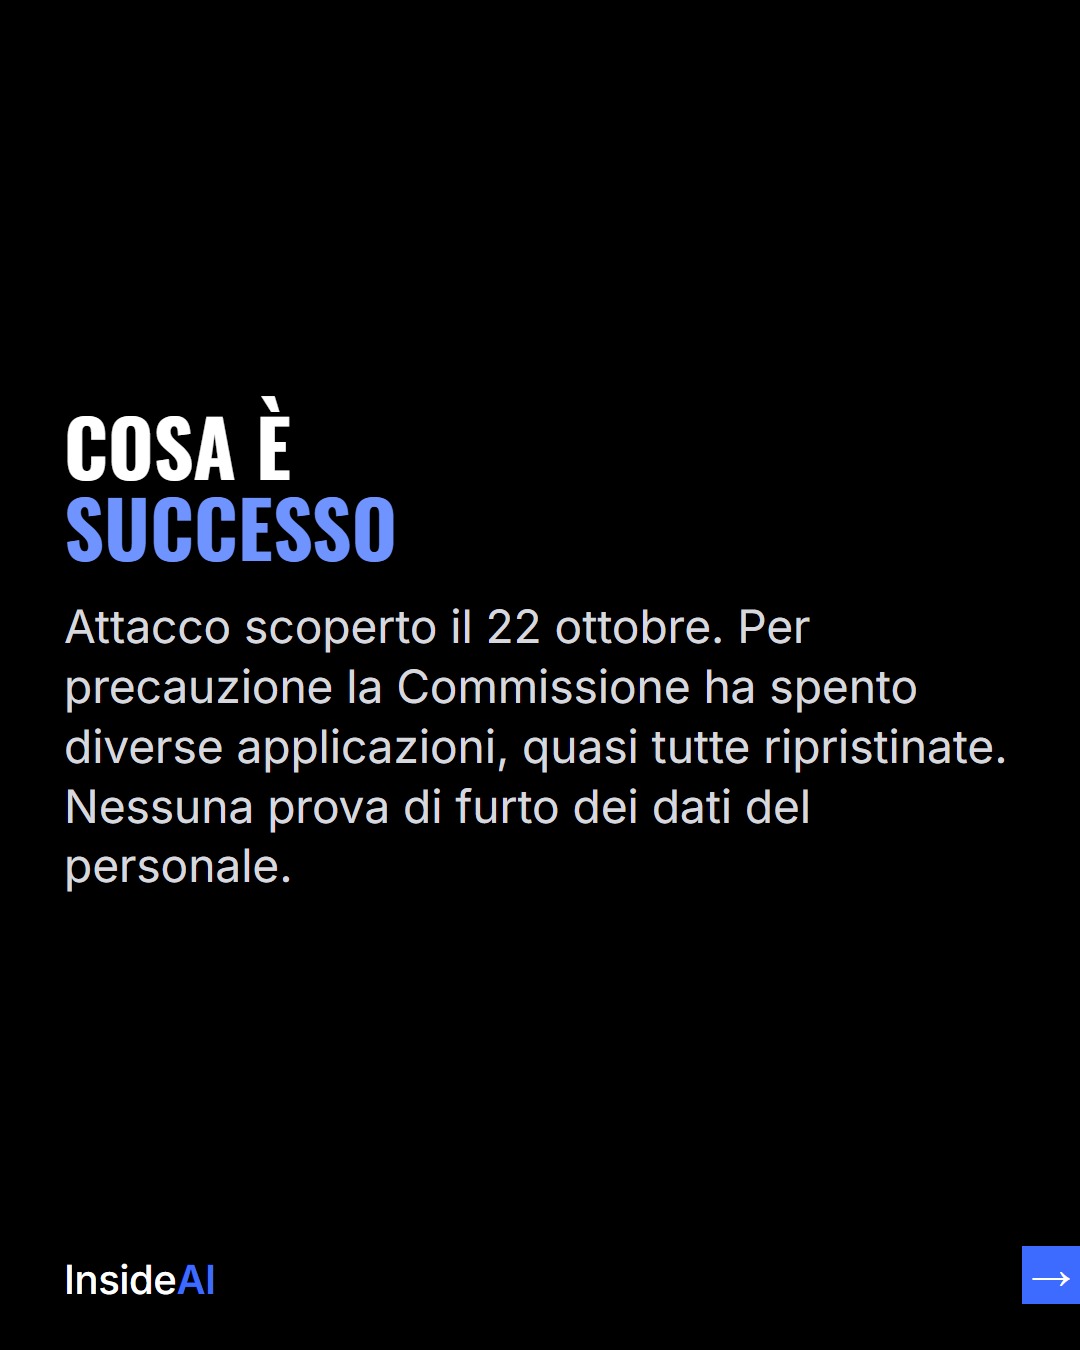 COSA È
SUCCESSO
Attacco scoperto il 22 ottobre. Per
precauzione la Commissione ha spento
diverse applicazioni, quasi tutte ripristinate.
Nessuna prova di furto dei dati del
personale.
InsideAI
→